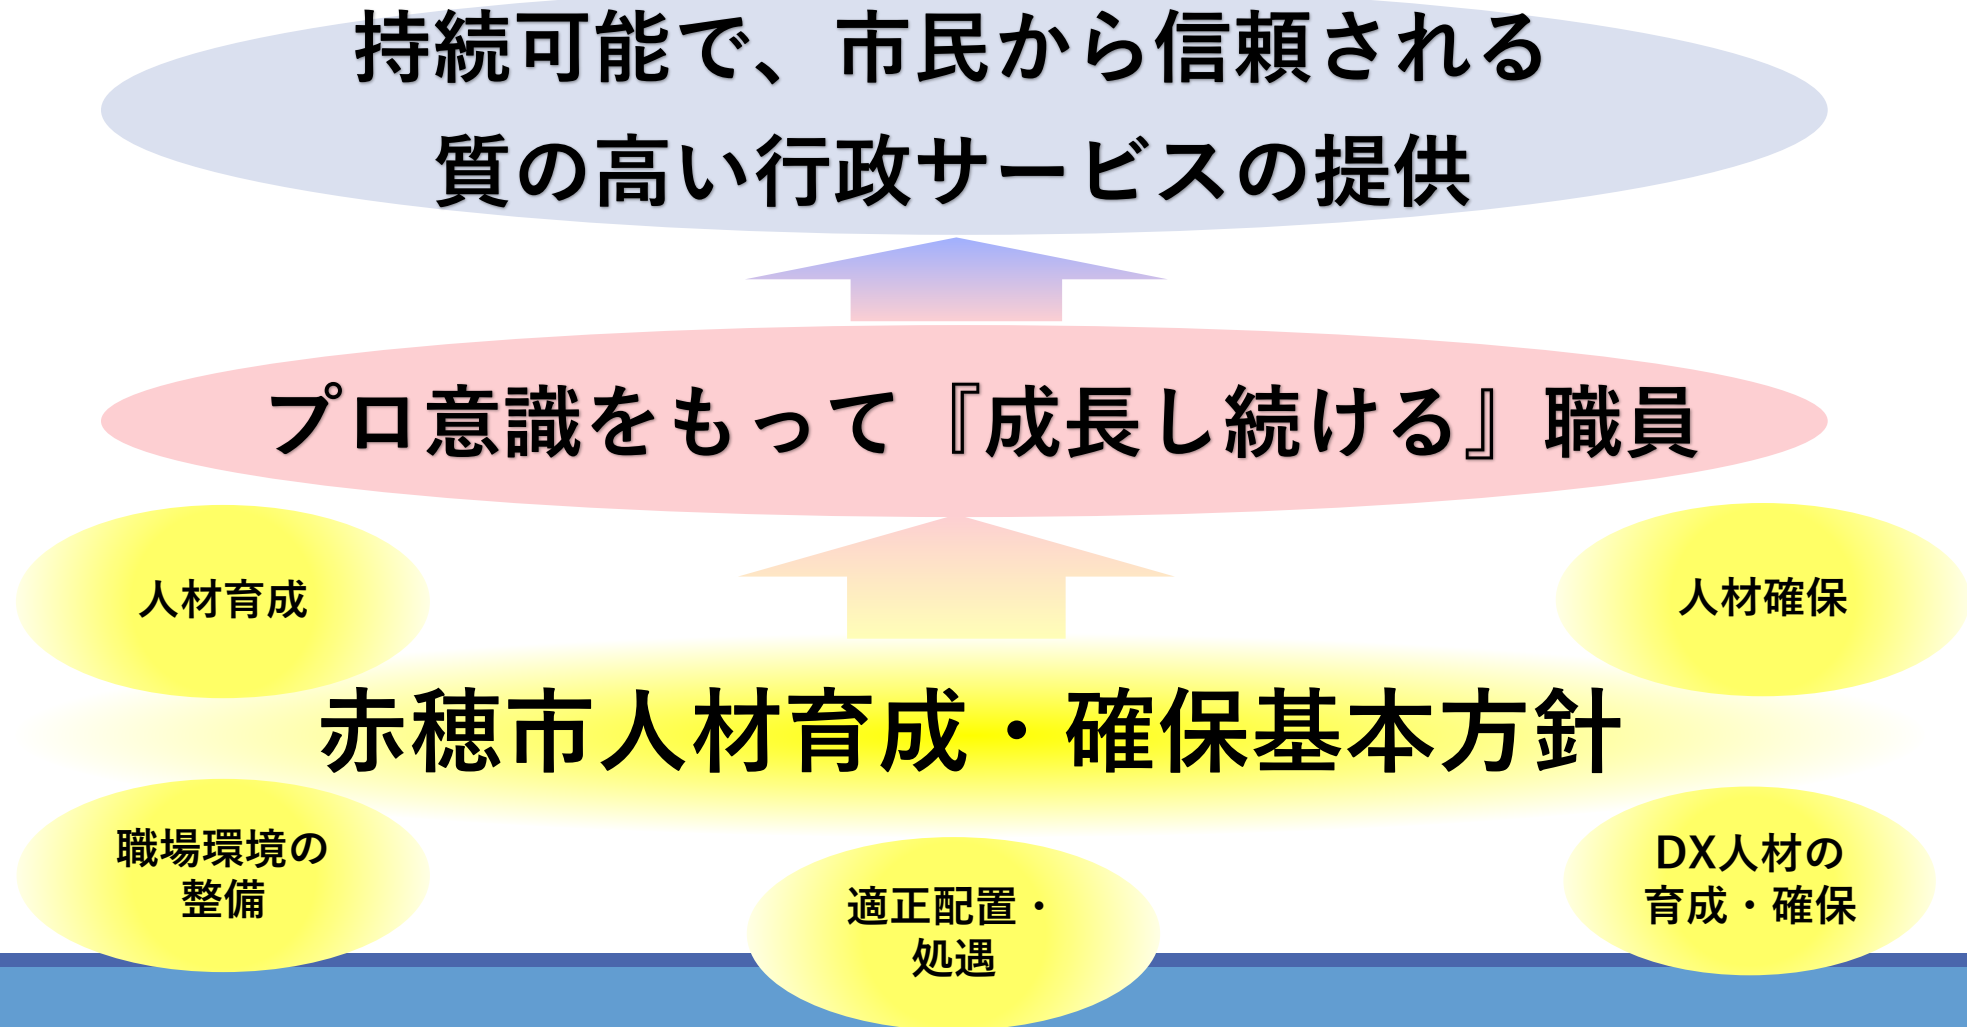 持続可能で、市民から信頼される
質の高い行政サービスの提供
プロ意識をもって『成長し続ける』職員
人材育成
人材確保
赤穂市人材育成・確保基本方針
職場環境の
整備
適正配置・
処遇
DX人材の
育成・確保